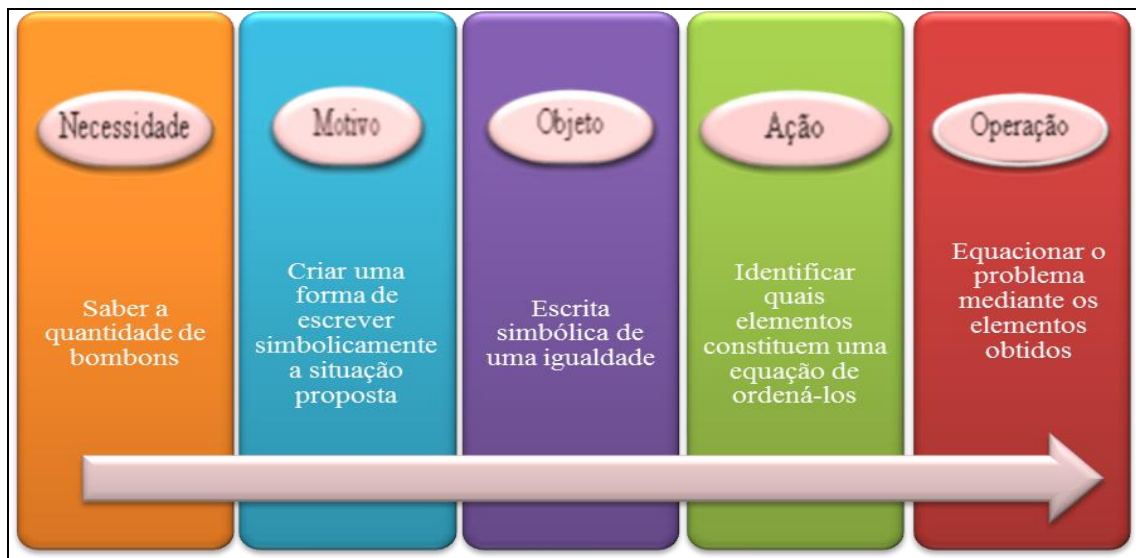 Necessidade
Saber a
quantidade de
bombons
Motivo
Criar uma
forma de
escrever
simbolicamente
a situação
proposta
Objeto
Escrita
simbólica de
uma igualdade
Ação
Identificar
quais
elementos
constituem uma
equação de
ordená-los
Operação
Equacionar o
problema
mediante os
elementos
obtidos